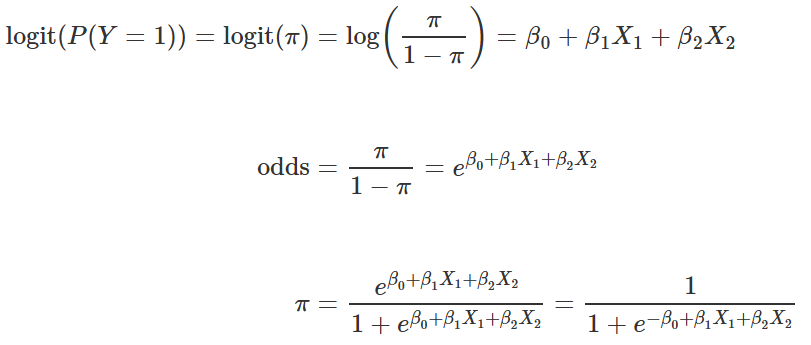 logit(P(Y = 1)) = logit(π) = log(π / (1 − π)) = β₀ + β₁X₁ + β₂X₂
odds = π / (1 − π) = e^(β₀+β₁X₁+β₂X₂)
π = e^(β₀+β₁X₁+β₂X₂) / (1 + e^(β₀+β₁X₁+β₂X₂)) = 1 / (1 + e^(−β₀+β₁X₁+β₂X₂))